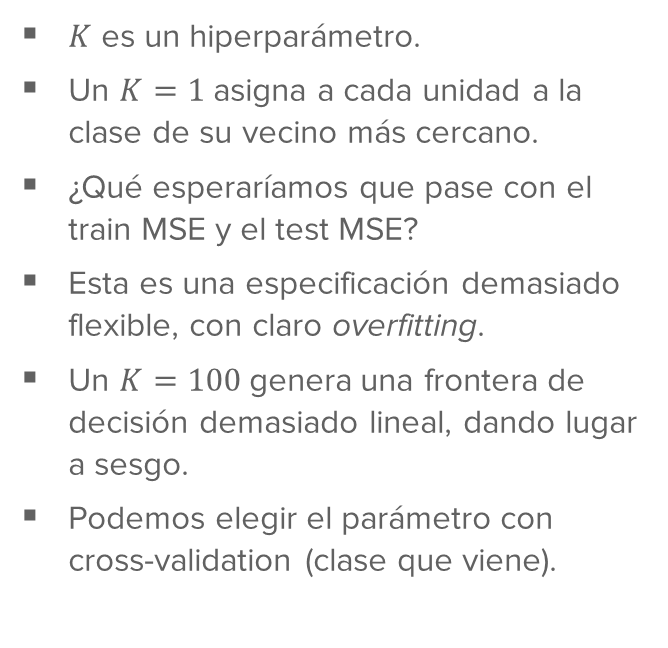 ▪ K es un hiperparámetro.
▪ Un K = 1 asigna a cada unidad a la
clase de su vecino más cercano.
▪ ¿Qué esperaríamos que pase con el
train MSE y el test MSE?
▪ Esta es una especificación demasiado
flexible, con claro overfitting.
▪ Un K = 100 genera una frontera de
decisión demasiado lineal, dando lugar
a sesgo.
▪ Podemos elegir el parámetro con
cross-validation (clase que viene).